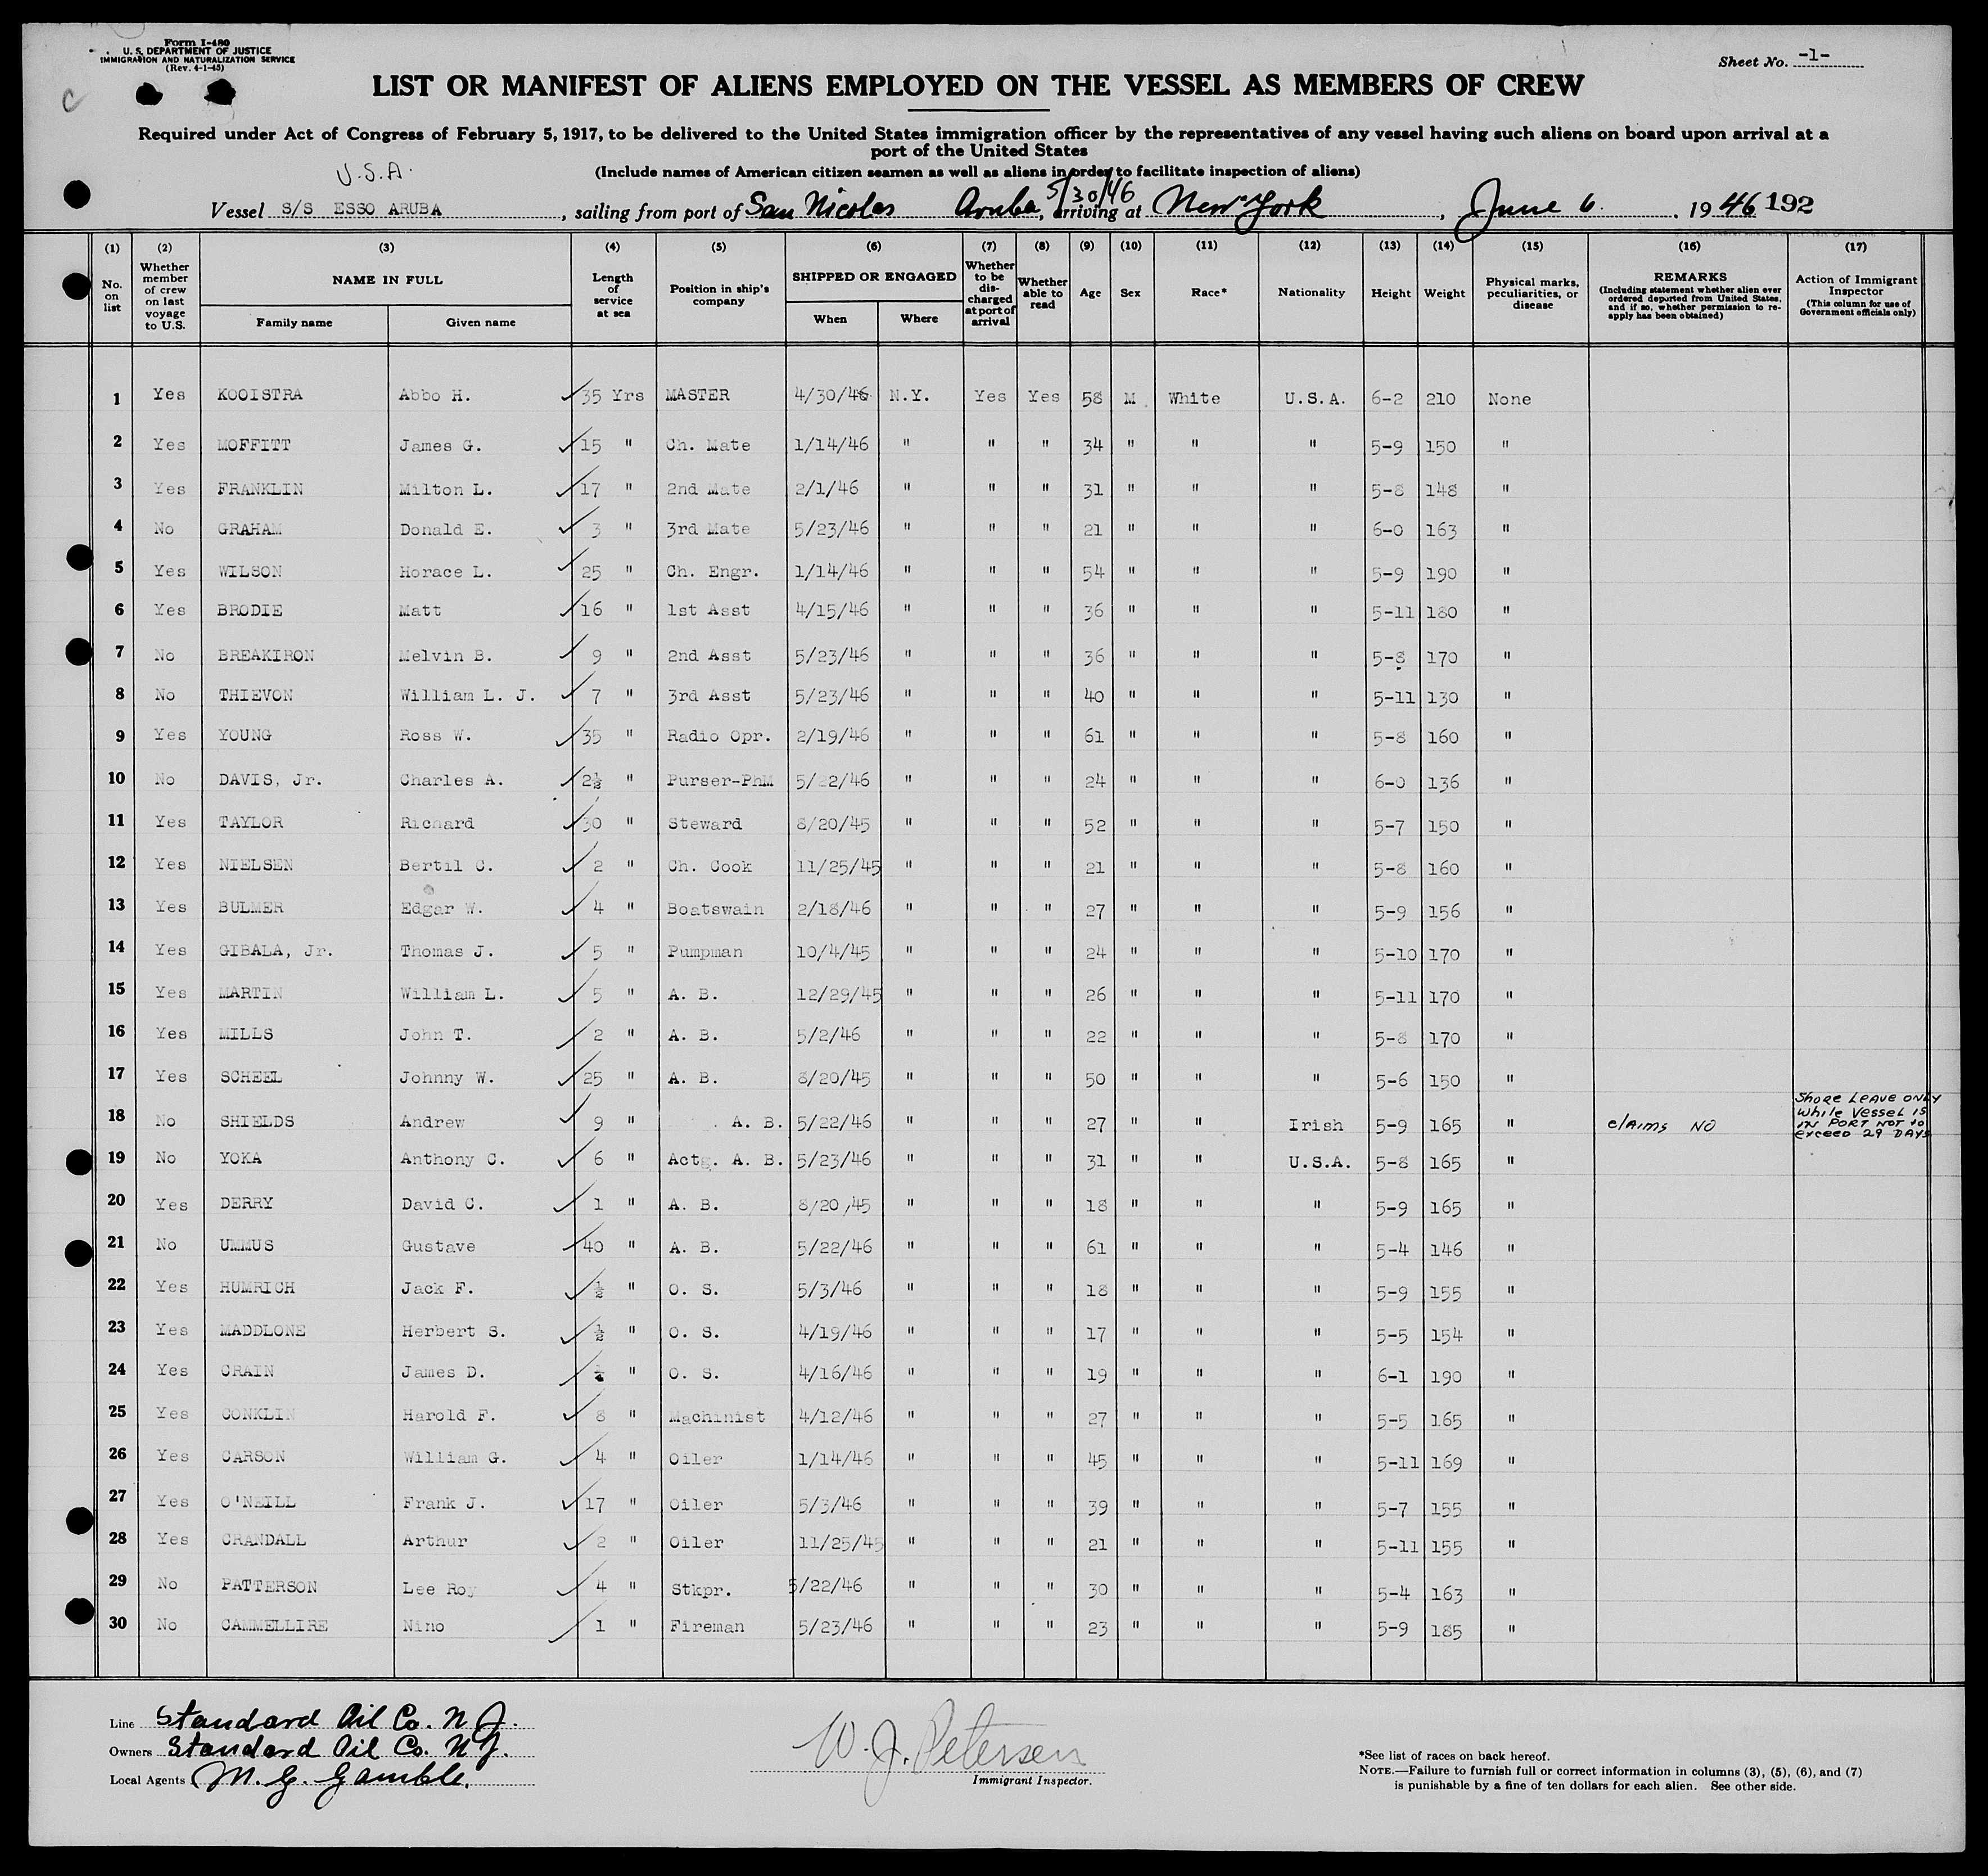 Form I-480
U. S. DEPARTMENT OF JUSTICE
IMMIGRATION AND NATURALIZATION SERVICE
(Rev. 4-1-45)
Sheet No. -1-
C
LIST OR MANIFEST OF ALIENS EMPLOYED ON THE VESSEL AS MEMBERS OF CREW
Required under Act of Congress of February 5, 1917, to be delivered to the United States immigration officer by the representatives of any vessel having such aliens on board upon arrival at a
port of the United States
(Include names of American citizen seamen as well as aliens in order to facilitate inspection of aliens)
U.S.A.
5/30/46
Vessel S/S ESSO ARUBA, sailing from port of San Nicolas Aruba, arriving at New York, June 6, 1946 192
(1) (2) (3) (4) (5) (6) (7) (8) (9) (10) (11) (12) (13) (14) (15) (16) (17)
No. on list | Whether member of crew on last voyage to U.S. | NAME IN FULL Family name Given name | Length of service at sea | Position in ship's company | SHIPPED OR ENGAGED When Where | Whether to be discharged at port of arrival | Whether able to read | Age | Sex | Race* | Nationality | Height | Weight | Physical marks, peculiarities, or disease | REMARKS (Including statement whether alien ever ordered deported from United States, and if so, whether permission to reapply has been obtained) | Action of Immigrant Inspector (This column for use of Government officials only)
1 Yes KOOISTRA Abbo H. ✓ 35 Yrs MASTER 4/30/46 N.Y. Yes Yes 58 M White U.S.A. 6-2 210 None
2 Yes MOFFITT James G. ✓ 15 " Ch. Mate 1/14/46 " " " 34 " " " 5-9 150 "
3 Yes FRANKLIN Milton L. ✓ 17 " 2nd Mate 2/1/46 " " " 31 " " " 5-8 148 "
4 No GRAHAM Donald E. ✓ 3 " 3rd Mate 5/23/46 " " " 21 " " " 6-0 163 "
5 Yes WILSON Horace L. ✓ 25 " Ch. Engr. 1/14/46 " " " 54 " " " 5-9 190 "
6 Yes BRODIE Matt ✓ 16 " 1st Asst 4/15/46 " " " 36 " " " 5-11 180 "
7 No BREAKIRON Melvin B. ✓ 9 " 2nd Asst 5/23/46 " " " 36 " " " 5-8 170 "
8 No THIEVON William L. J. ✓ 7 " 3rd Asst 5/23/46 " " " 40 " " " 5-11 130 "
9 Yes YOUNG Ross W. ✓ 35 " Radio Opr. 2/19/46 " " " 61 " " " 5-8 160 "
10 No DAVIS, Jr. Charles A. ✓ 2½ " Purser-PhM 5/22/46 " " " 24 " " " 6-0 136 "
11 Yes TAYLOR Richard ✓ 30 " Steward 8/20/45 " " " 52 " " " 5-7 150 "
12 Yes NIELSEN Bertil C. ✓ 2 " Ch. Cook 11/25/45 " " " 21 " " " 5-8 160 "
13 Yes BULMER Edgar W. ✓ 4 " Boatswain 2/18/46 " " " 27 " " " 5-9 156 "
14 Yes GIBALA, Jr. Thomas J. ✓ 5 " Pumpman 10/4/45 " " " 24 " " " 5-10 170 "
15 Yes MARTIN William L. ✓ 5 " A. B. 12/29/45 " " " 26 " " " 5-11 170 "
16 Yes MILLS John T. ✓ 2 " A. B. 5/2/46 " " " 22 " " " 5-8 170 "
17 Yes SCHEEL Johnny W. ✓ 25 " A. B. 8/20/45 " " " 50 " " " 5-6 150 "
18 No SHIELDS Andrew ✓ 9 " A. B. 5/22/46 " " " 27 " " Irish 5-9 165 " claims NO SHORE LEAVE ONLY While Vessel is in PORT NOT to exceed 29 DAYS
19 No YOKA Anthony C. ✓ 6 " Actg. A. B. 5/23/46 " " " 31 " " U.S.A. 5-8 165 "
20 Yes DERRY David C. ✓ 1 " A. B. 8/20/45 " " " 18 " " " 5-9 165 "
21 No UMMUS Gustave ✓ 40 " A. B. 5/22/46 " " " 61 " " " 5-4 146 "
22 Yes HUMRICH Jack F. ✓ ½ " O. S. 5/3/46 " " " 18 " " " 5-9 155 "
23 Yes MADDLONE Herbert S. ✓ ½ " O. S. 4/19/46 " " " 17 " " " 5-5 154 "
24 Yes CRAIN James D. ✓ " O. S. 4/16/46 " " " 19 " " " 6-1 190 "
25 Yes CONKLIN Harold F. ✓ 8 " Machinist 4/12/46 " " " 27 " " " 5-5 165 "
26 Yes CARSON William G. ✓ 4 " Oiler 1/14/46 " " " 45 " " " 5-11 169 "
27 Yes O'NEILL Frank J. ✓ 17 " Oiler 5/3/46 " " " 39 " " " 5-7 155 "
28 Yes CRANDALL Arthur ✓ 2 " Oiler 11/25/45 " " " 21 " " " 5-11 155 "
29 No PATTERSON Lee Roy ✓ 4 " Stkpr. 5/22/46 " " " 30 " " " 5-4 163 "
30 No CAMMELLIRE Nino ✓ 1 " Fireman 5/23/46 " " " 23 " " " 5-9 185 "
Line Standard Oil Co. N.J.
Owners Standard Oil Co. N.J.
Local Agents M. G. Gamble.
W. J. Petersen
Immigrant Inspector.
*See list of races on back hereof.
NOTE.—Failure to furnish full or correct information in columns (3), (5), (6), and (7)
is punishable by a fine of ten dollars for each alien. See other side.